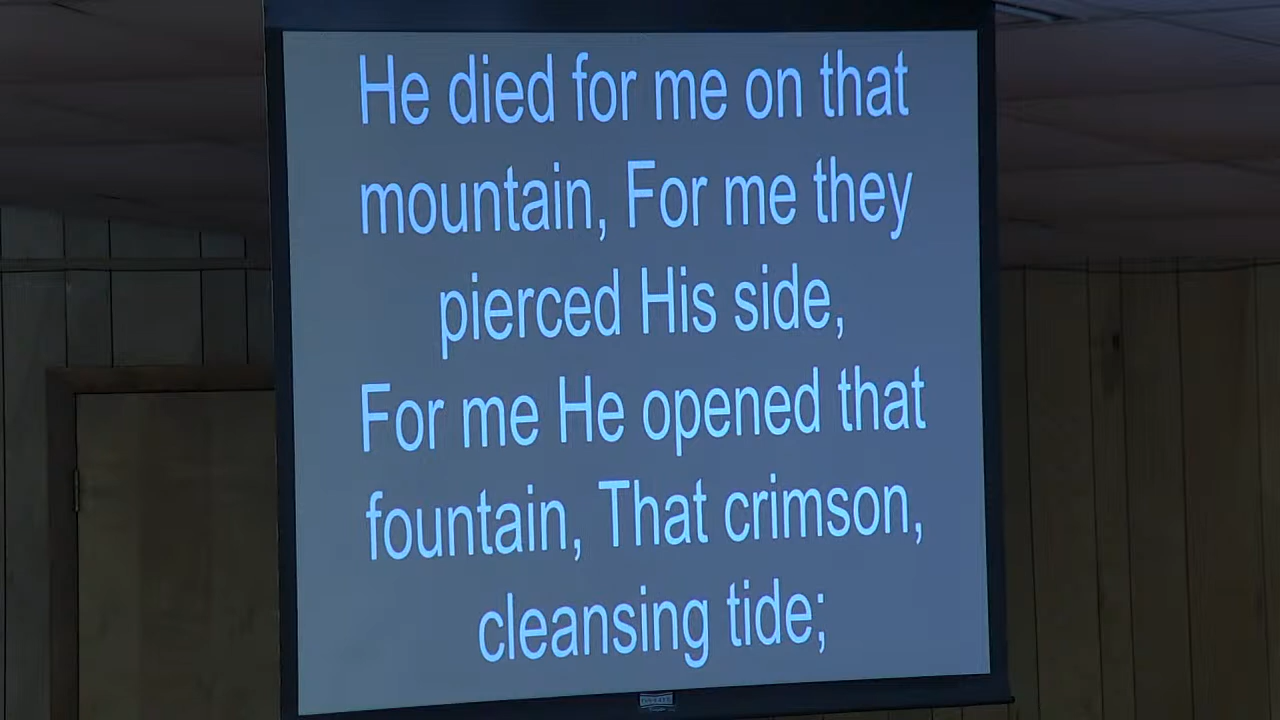 He died for me on that
mountain, For me they
pierced His side,
For me He opened that
fountain, That crimson,
cleansing tide;